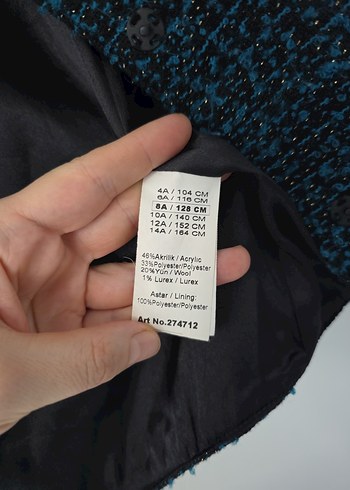 4A / 104 CM
6A / 116 CM
8A / 128 CM
10A / 140 CM
12A / 152 CM
14A / 164 CM
46%Akrilik / Acrylic
33%Polyester/Polyester
20%Yün / Wool
1% Lurex / Lurex
Astar / Lining:
100%Polyester/Polyester
Art No.274712